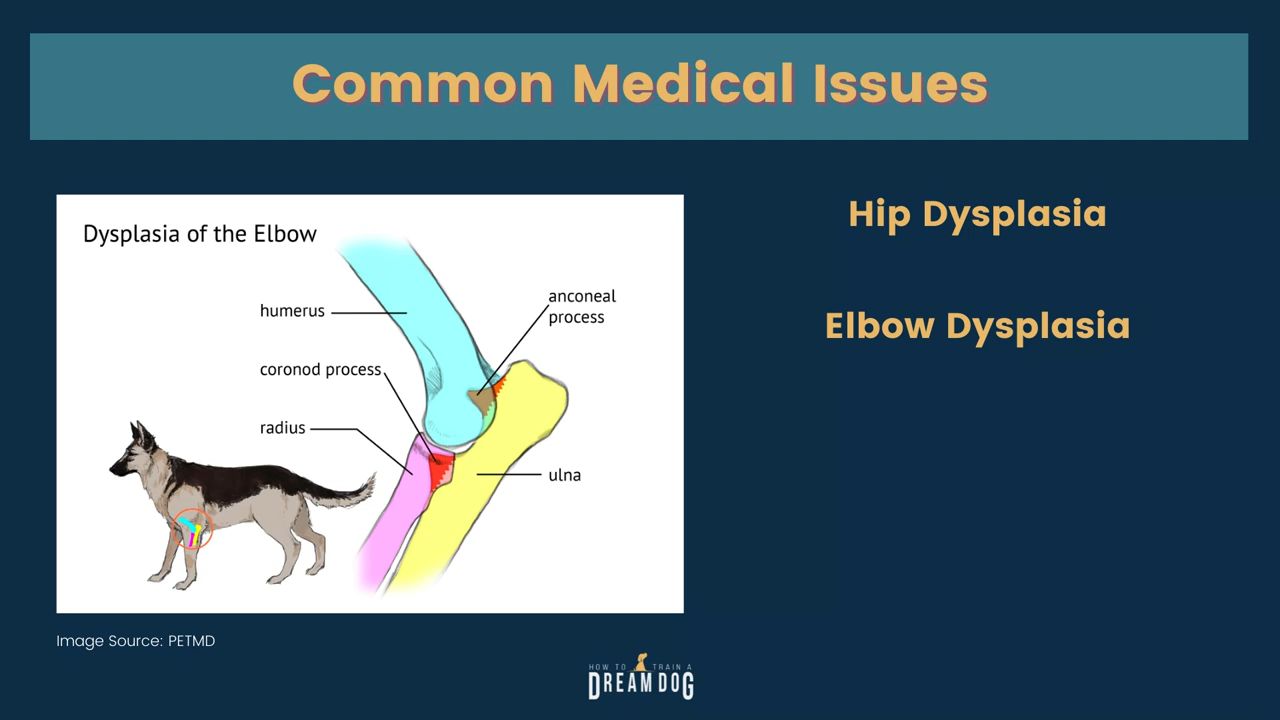 Common Medical Issues
Dysplasia of the Elbow
humerus
anconeal
process
coronod process
radius
ulna
Hip Dysplasia
Elbow Dysplasia
Image Source: PETMD
HOW TO TRAIN A
DREAM DOG